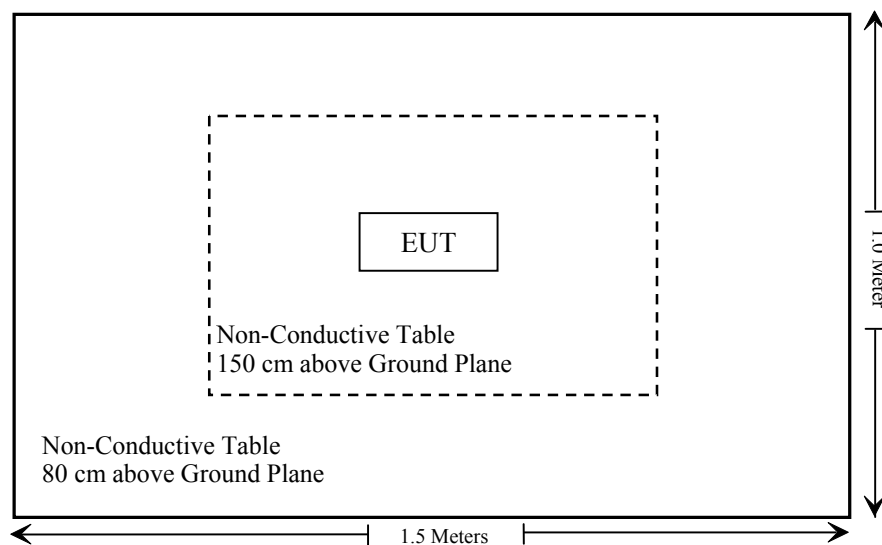 EUT
Non-Conductive Table
150 cm above Ground Plane
Non-Conductive Table
80 cm above Ground Plane
1.0 Meter
1.5 Meters